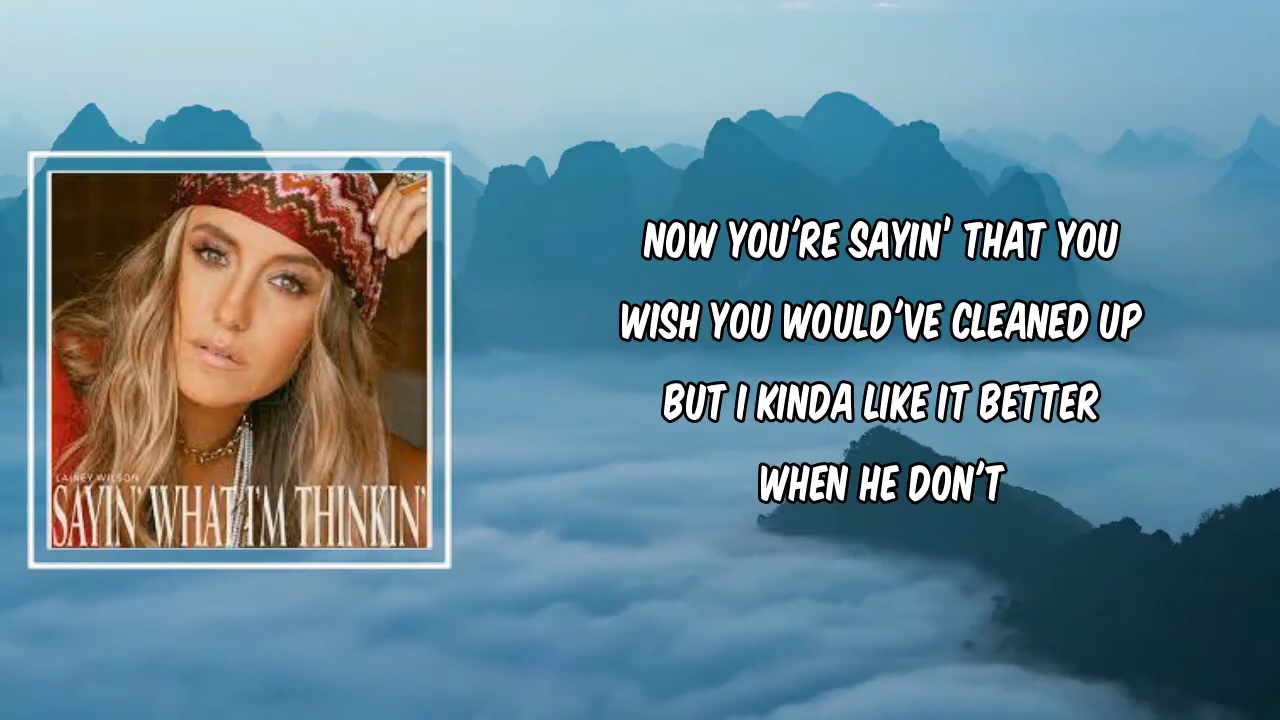 LAINEY WILSON
SAYIN' WHAT I'M THINKIN'
NOW YOU'RE SAYIN' THAT YOU
WISH YOU WOULD'VE CLEANED UP
BUT I KINDA LIKE IT BETTER
WHEN HE DON'T